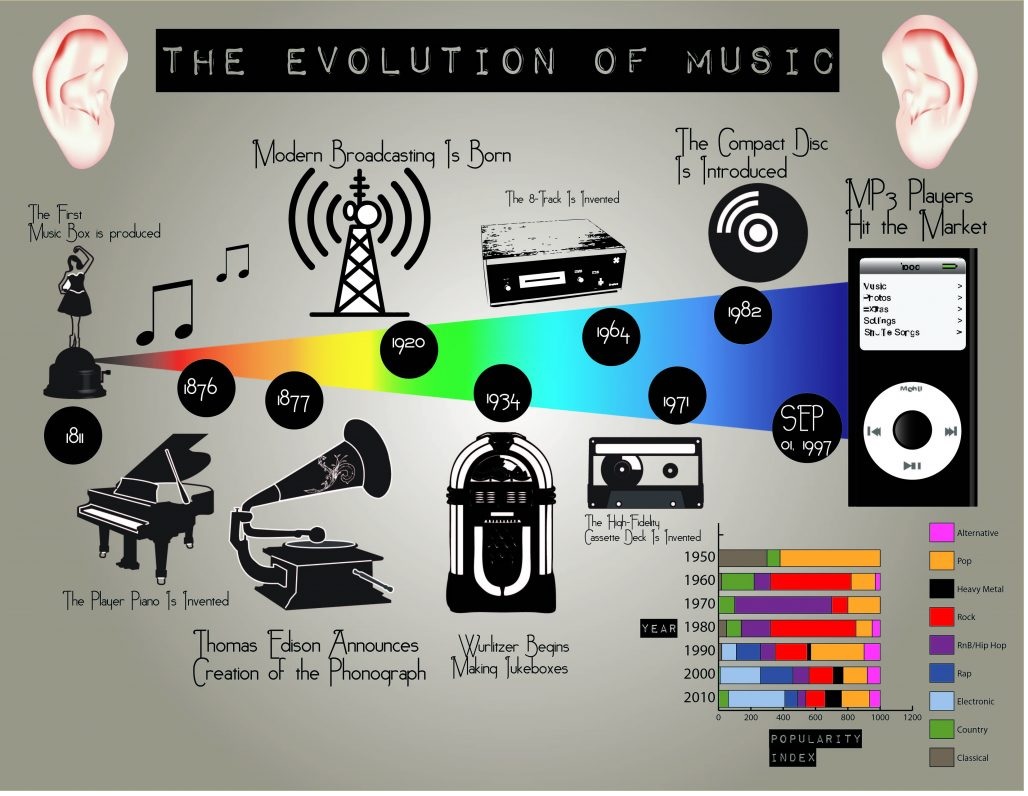 THE EVOLUTION OF MUSIC
Modern Broadcasting Is Born
The Compact Disc
Is Introduced
The 8-Track Is Invented
MP3 Players
Hit the Market
The First
Music Box is produced
>
>
Extras >
Settings >
Shuffle Songs >
MENU
1811
1876
1877
1920
1934
1964
1971
1982
SEP
01, 1997
The Player Piano Is Invented
Thomas Edison Announces
Creation of the Phonograph
Wurlitzer Begins
Making Jukeboxes
The High-Fidelity
Cassette Deck Is Invented
YEAR
1950
1960
1970
1980
1990
2000
2010
0 200 400 600 800 1000 1200
POPULARITY
INDEX
Alternative
Pop
Heavy Metal
Rock
RnB/Hip Hop
Rap
Electronic
Country
Classical